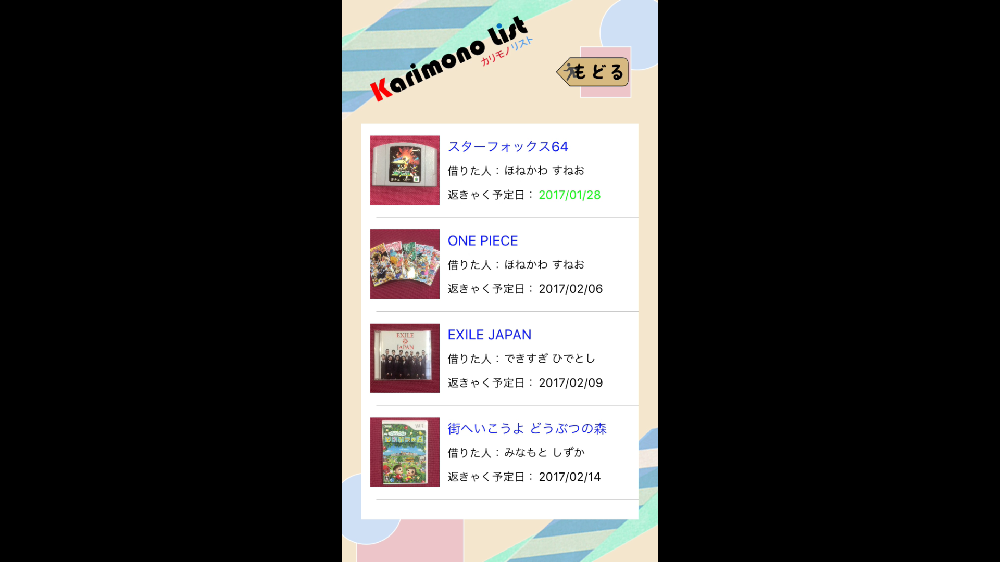 Karimono List
カリモノリスト
もどる
スターフォックス64
借りた人：ほねかわ すねお
返きゃく予定日： 2017/01/28
ONE PIECE
借りた人：ほねかわ すねお
返きゃく予定日： 2017/02/06
EXILE
JAPAN
EXILE JAPAN
借りた人：できすぎ ひでとし
返きゃく予定日： 2017/02/09
Wii
街へいこうよ どうぶつの森
借りた人：みなもと しずか
返きゃく予定日： 2017/02/14